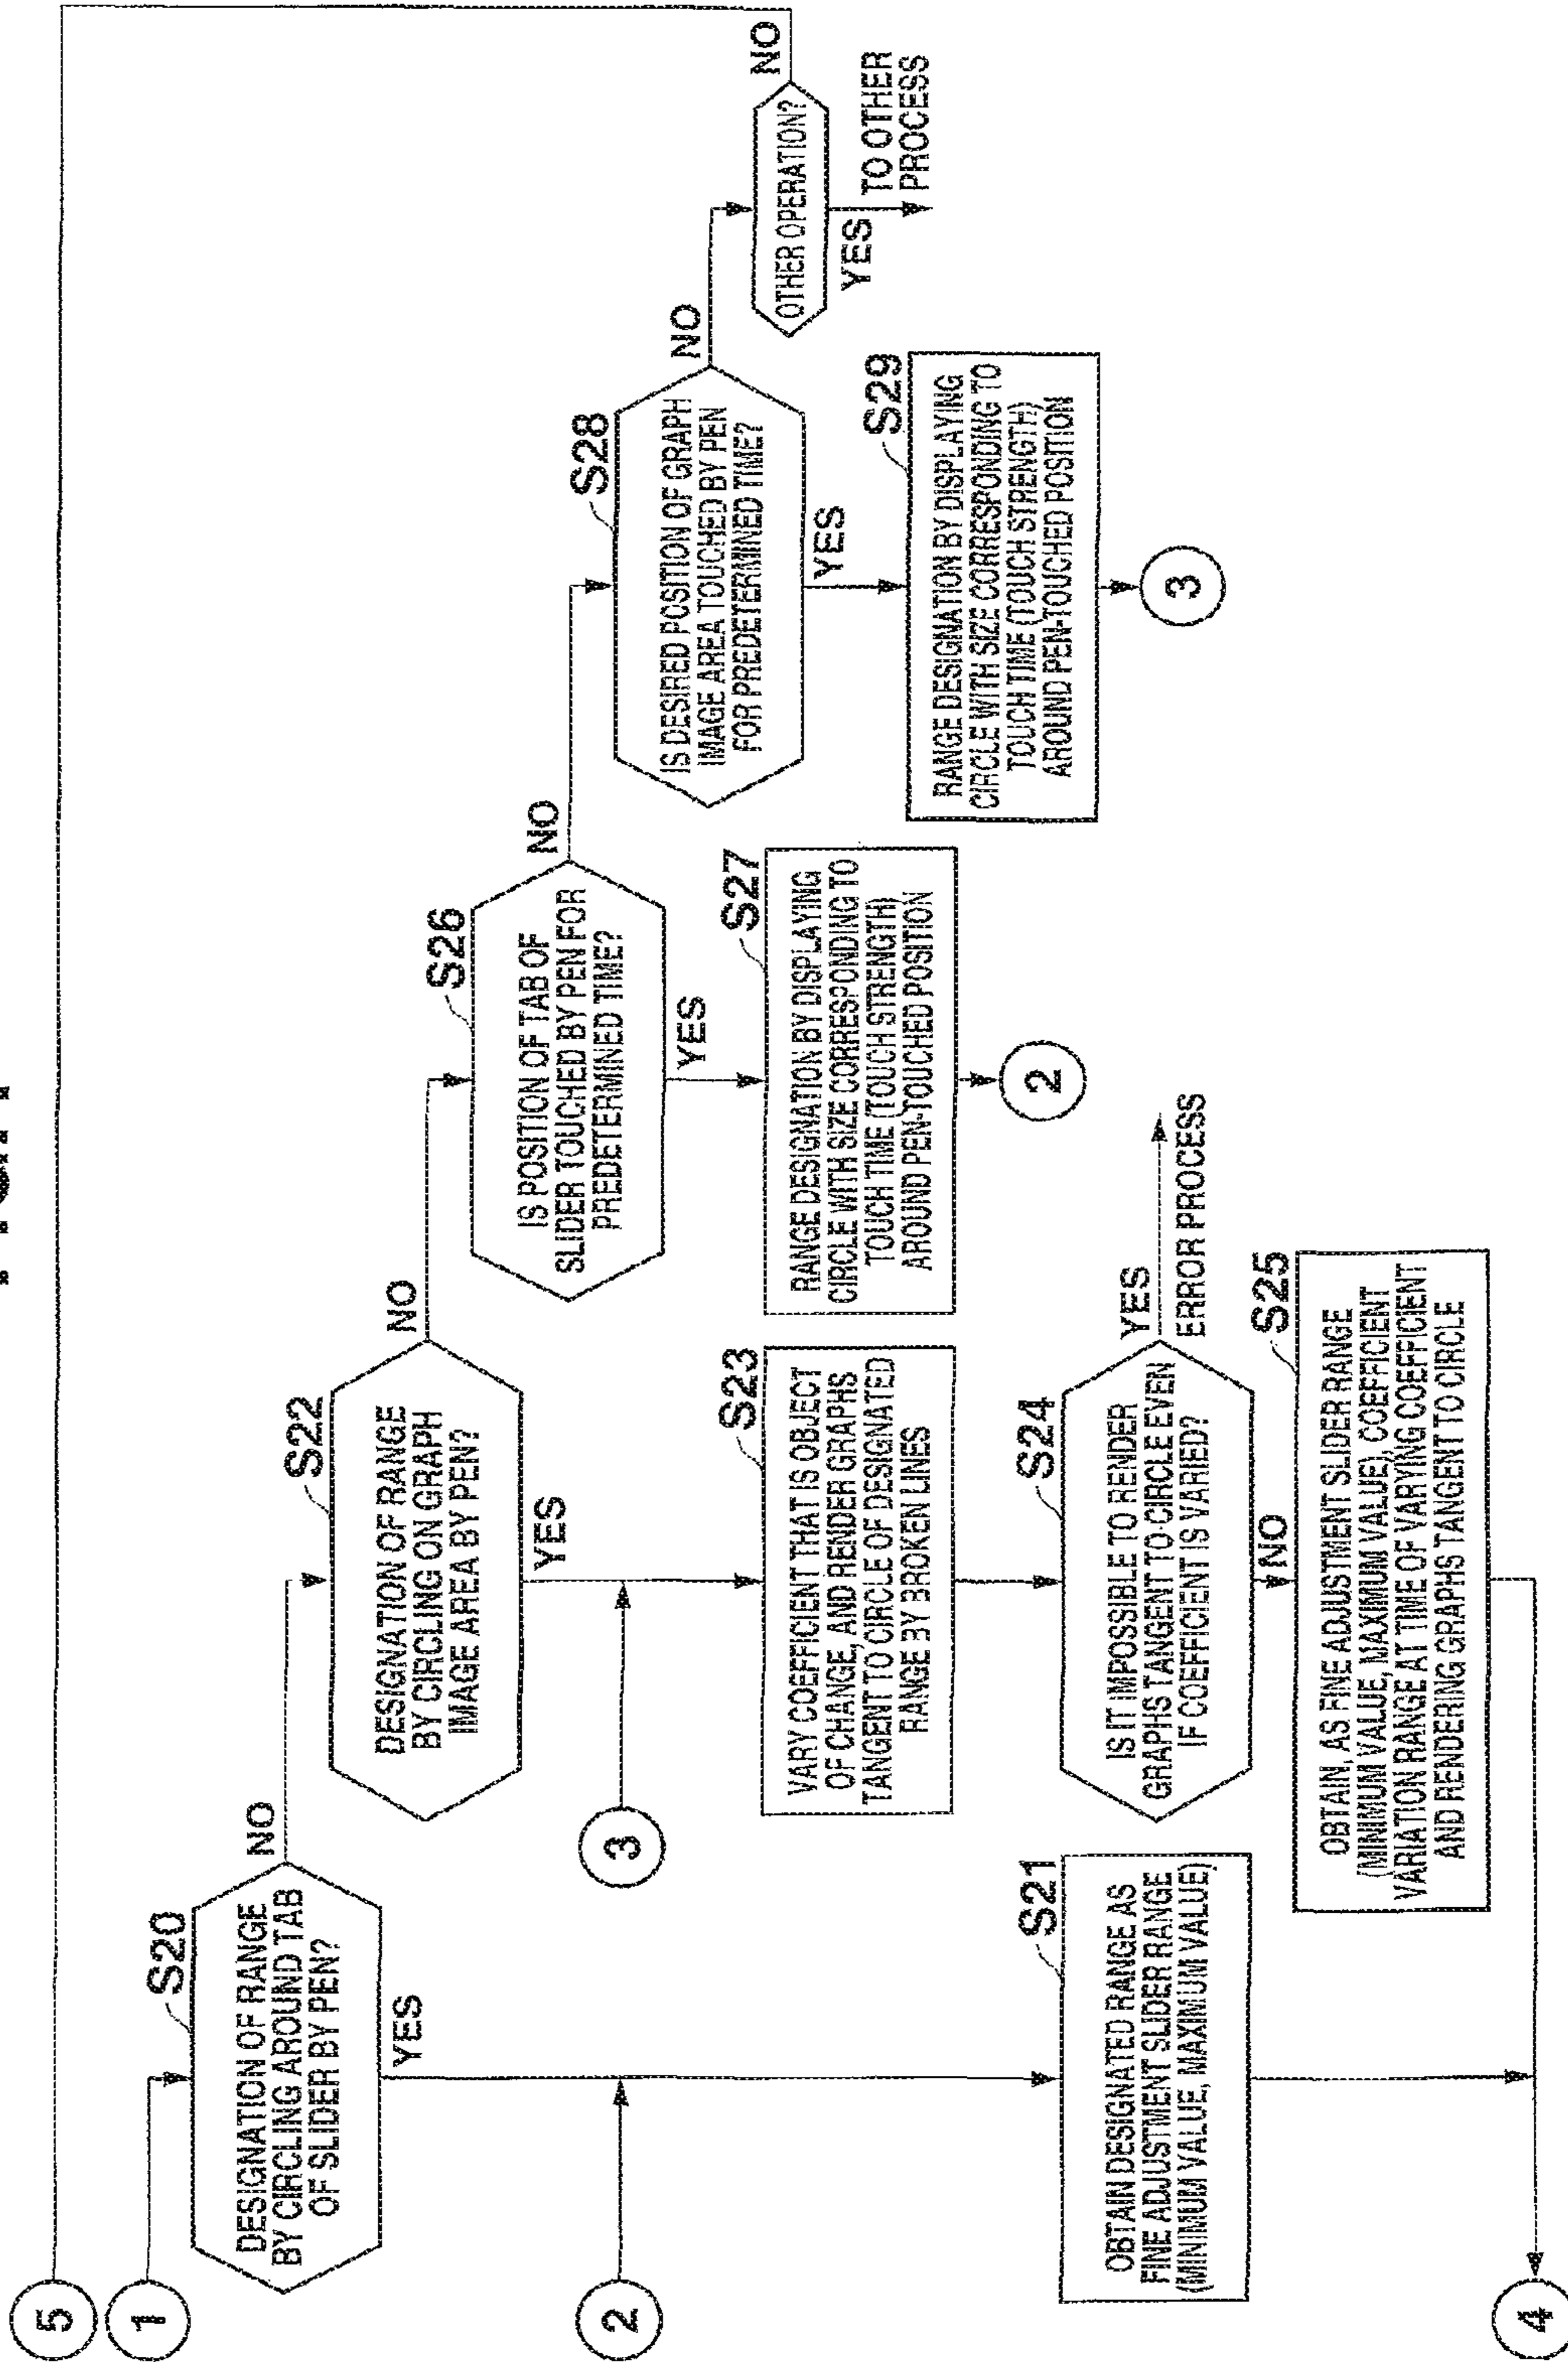 5
1
S20
DESIGNATION OF RANGE
BY CIRCLING AROUND TAB
OF SLIDER BY PEN?
NO
YES
2
S21
OBTAIN DESIGNATED RANGE AS
FINE ADJUSTMENT SLIDER RANGE
(MINIMUM VALUE, MAXIMUM VALUE)
4
S22
DESIGNATION OF RANGE
BY CIRCLING ON GRAPH
IMAGE AREA BY PEN?
NO
YES
3
S23
VARY COEFFICIENT THAT IS OBJECT
OF CHANGE, AND RENDER GRAPHS
TANGENT TO CIRCLE OF DESIGNATED
RANGE BY BROKEN LINES
S24
IS IT IMPOSSIBLE TO RENDER
GRAPHS TANGENT TO CIRCLE EVEN
IF COEFFICIENT IS VARIED?
YES
ERROR PROCESS
NO
S25
OBTAIN, AS FINE ADJUSTMENT SLIDER RANGE
(MINIMUM VALUE, MAXIMUM VALUE), COEFFICIENT
VARIATION RANGE AT TIME OF VARYING COEFFICIENT
AND RENDERING GRAPHS TANGENT TO CIRCLE
S26
IS POSITION OF TAB OF
SLIDER TOUCHED BY PEN FOR
PREDETERMINED TIME?
NO
YES
S27
RANGE DESIGNATION BY DISPLAYING
CIRCLE WITH SIZE CORRESPONDING TO
TOUCH TIME (TOUCH STRENGTH)
AROUND PEN-TOUCHED POSITION
2
S28
IS DESIRED POSITION OF GRAPH
IMAGE AREA TOUCHED BY PEN
FOR PREDETERMINED TIME?
NO
YES
S29
RANGE DESIGNATION BY DISPLAYING
CIRCLE WITH SIZE CORRESPONDING TO
TOUCH TIME (TOUCH STRENGTH)
AROUND PEN-TOUCHED POSITION
3
OTHER OPERATION?
NO
YES
TO OTHER
PROCESS